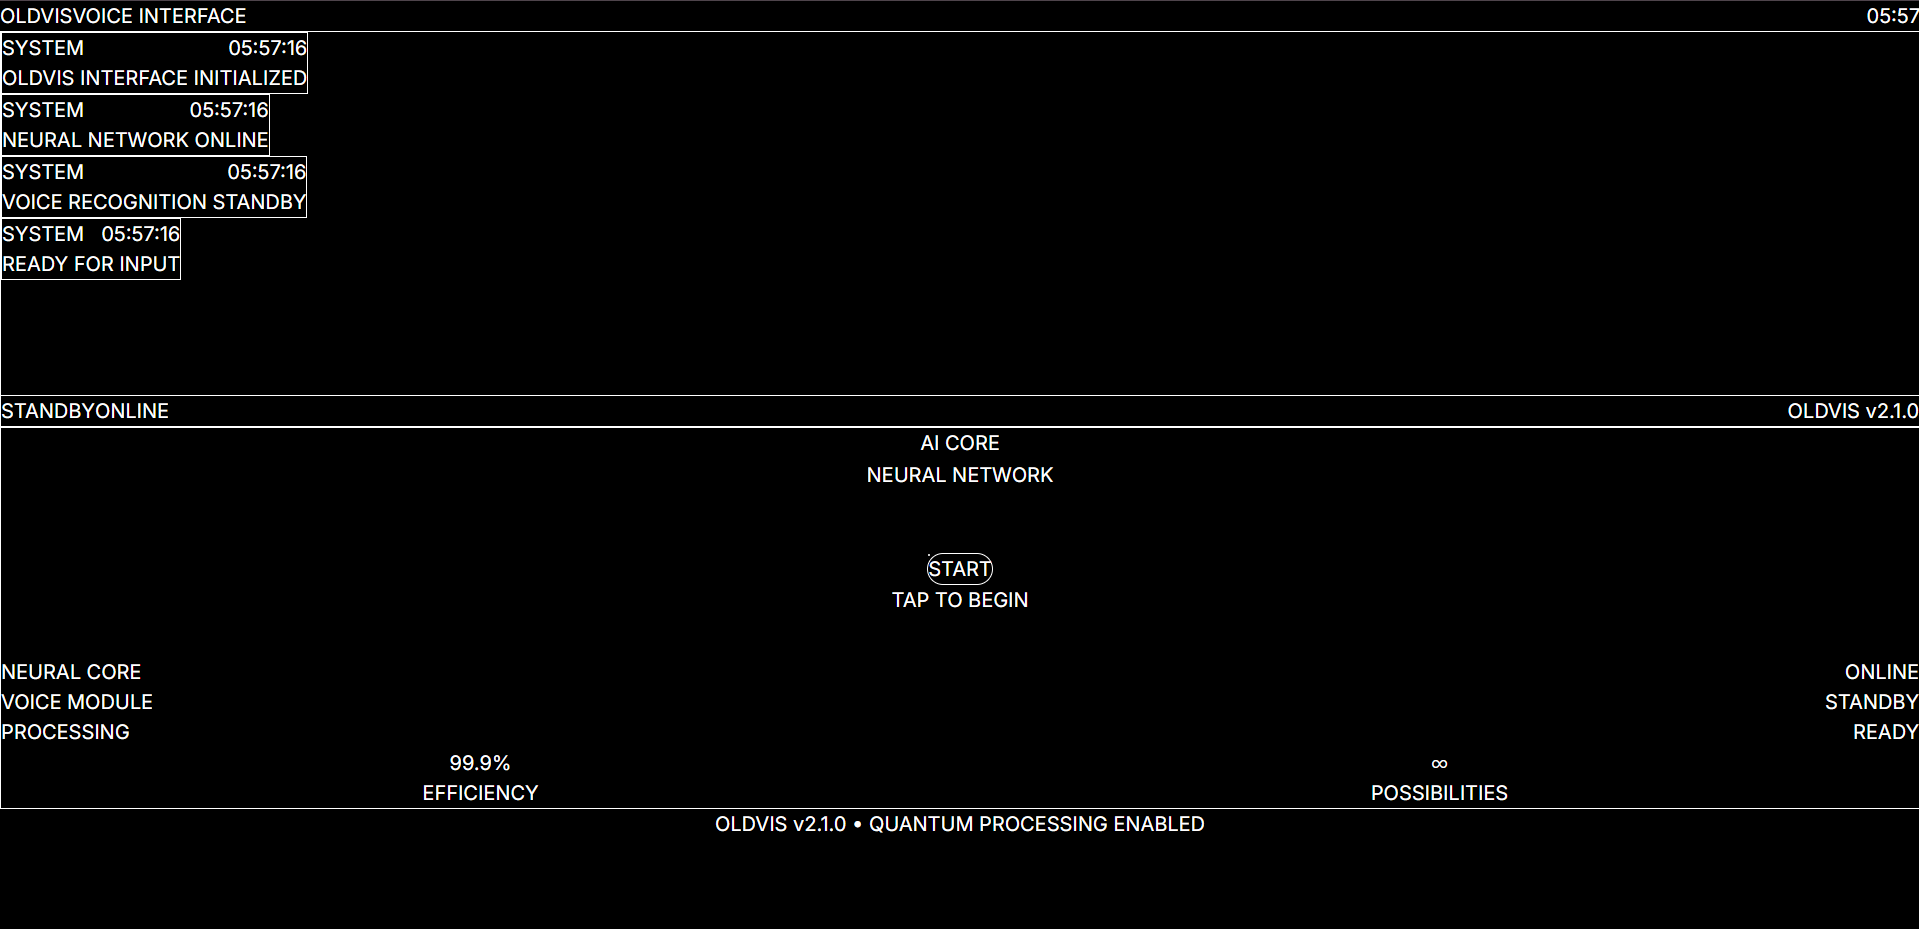 OLDVISVOICE INTERFACE 05:57
SYSTEM 05:57:16
OLDVIS INTERFACE INITIALIZED
SYSTEM 05:57:16
NEURAL NETWORK ONLINE
SYSTEM 05:57:16
VOICE RECOGNITION STANDBY
SYSTEM 05:57:16
READY FOR INPUT
STANDBYONLINE OLDVIS v2.1.0
AI CORE
NEURAL NETWORK
START
TAP TO BEGIN
NEURAL CORE ONLINE
VOICE MODULE STANDBY
PROCESSING READY
99.9% ∞
EFFICIENCY POSSIBILITIES
OLDVIS v2.1.0 • QUANTUM PROCESSING ENABLED